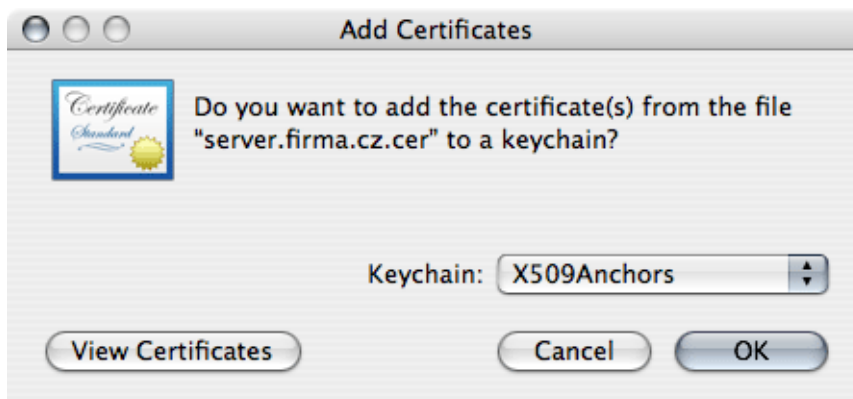 Add Certificates
Certificate
Standard
Do you want to add the certificate(s) from the file
"server.firma.cz.cer" to a keychain?
Keychain: X509Anchors
View Certificates Cancel OK